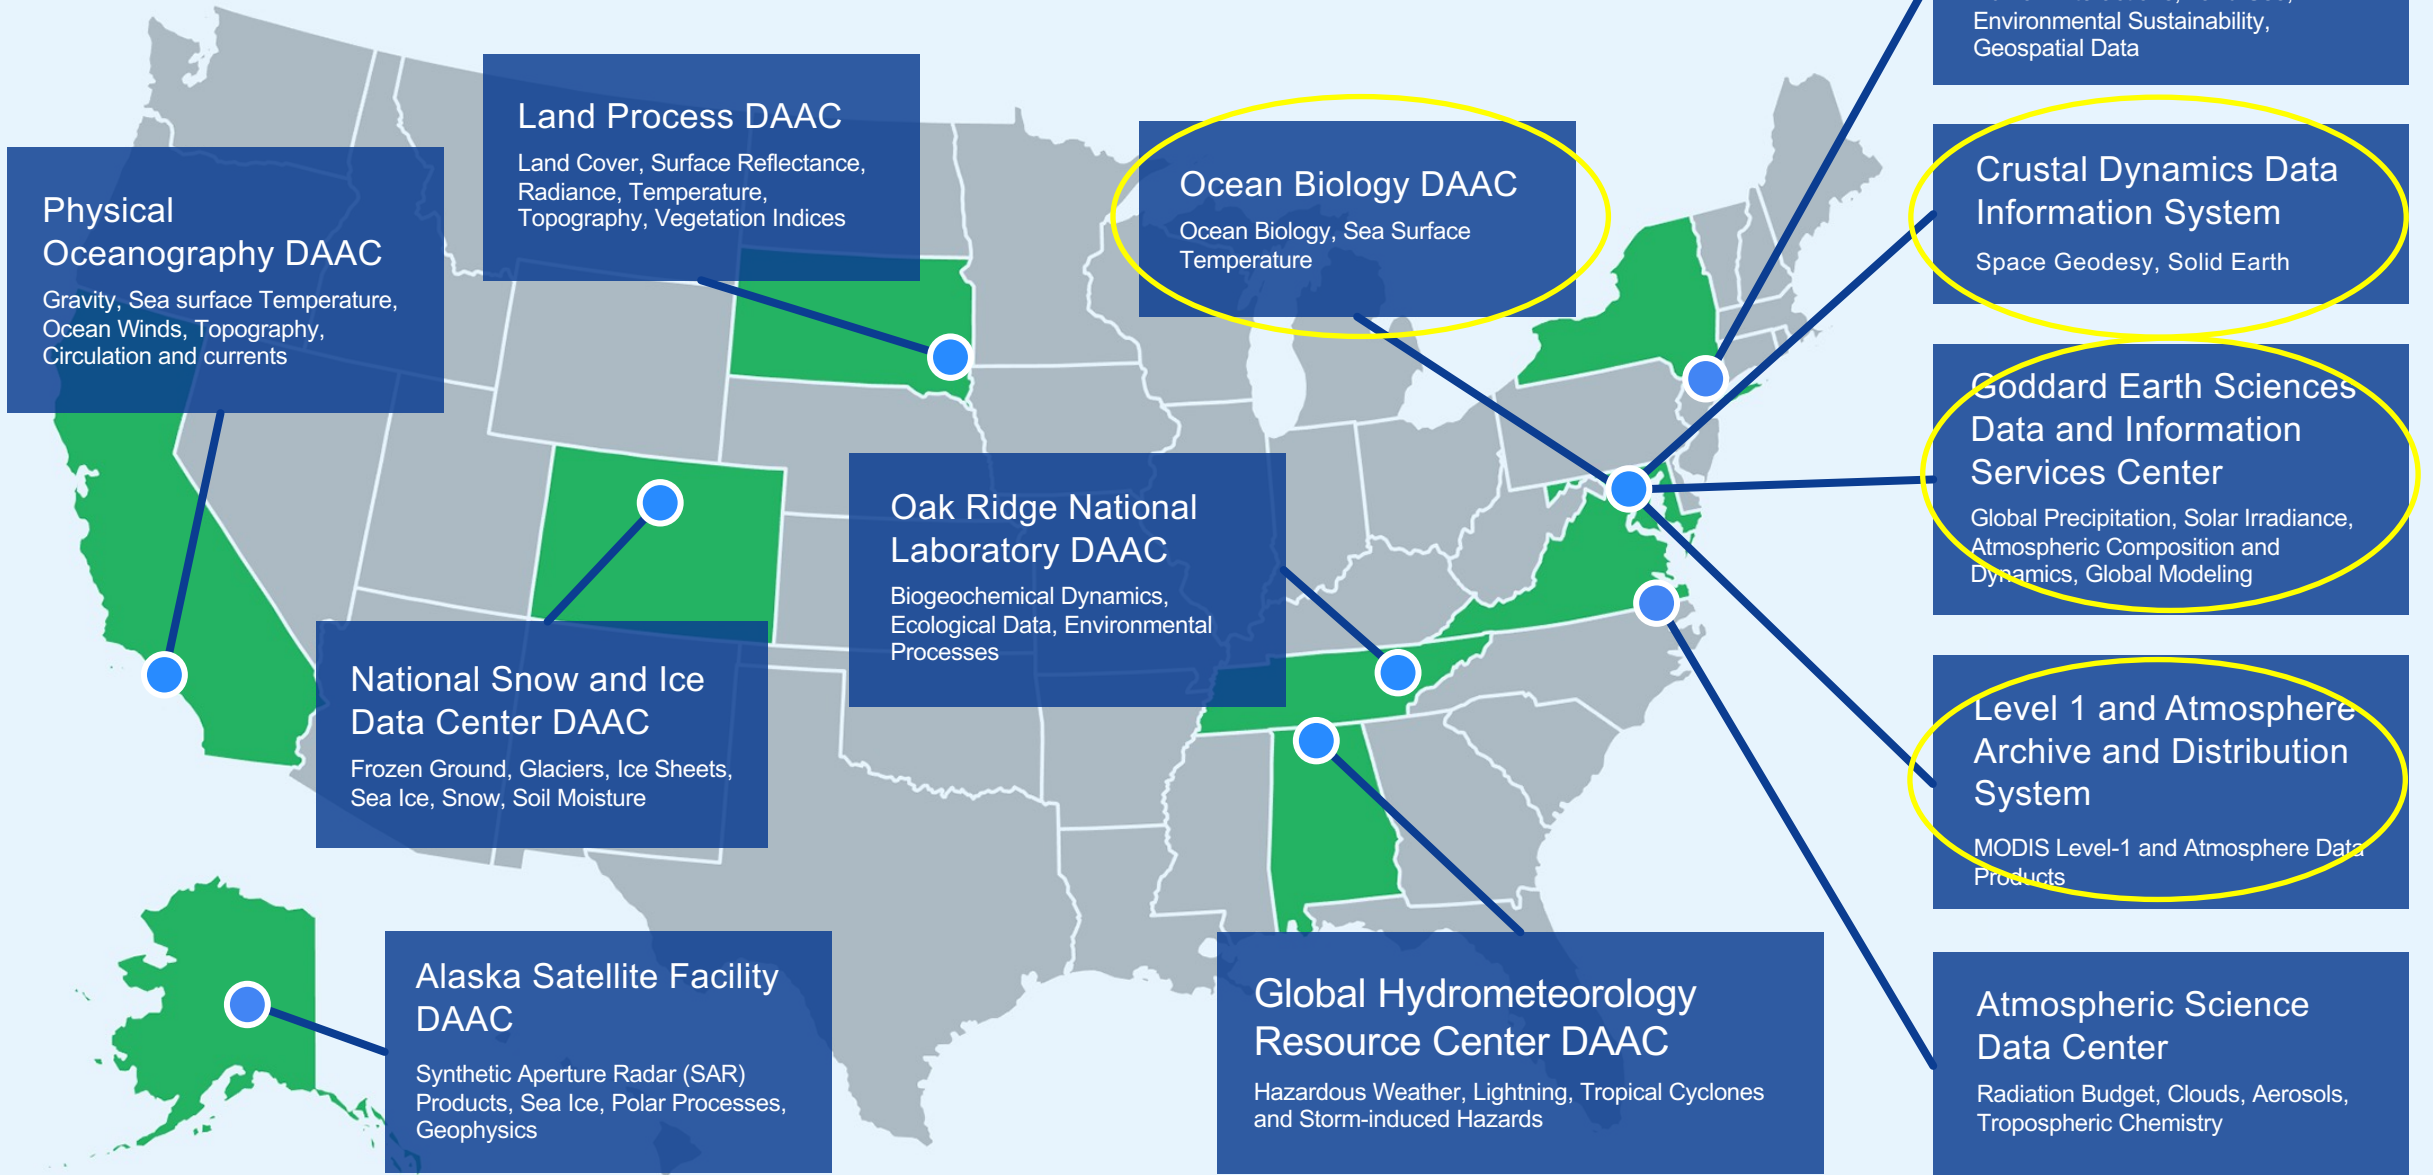 Environmental Sustainability,
Geospatial Data
Land Process DAAC
Land Cover, Surface Reflectance,
Radiance, Temperature,
Topography, Vegetation Indices
Physical
Oceanography DAAC
Gravity, Sea surface Temperature,
Ocean Winds, Topography,
Circulation and currents
Ocean Biology DAAC
Ocean Biology, Sea Surface
Temperature
Crustal Dynamics Data
Information System
Space Geodesy, Solid Earth
Goddard Earth Sciences
Data and Information
Services Center
Global Precipitation, Solar Irradiance,
Atmospheric Composition and
Dynamics, Global Modeling
Oak Ridge National
Laboratory DAAC
Biogeochemical Dynamics,
Ecological Data, Environmental
Processes
National Snow and Ice
Data Center DAAC
Frozen Ground, Glaciers, Ice Sheets,
Sea Ice, Snow, Soil Moisture
Level 1 and Atmosphere
Archive and Distribution
System
MODIS Level-1 and Atmosphere Data
Products
Alaska Satellite Facility
DAAC
Synthetic Aperture Radar (SAR)
Products, Sea Ice, Polar Processes,
Geophysics
Global Hydrometeorology
Resource Center DAAC
Hazardous Weather, Lightning, Tropical Cyclones
and Storm-induced Hazards
Atmospheric Science
Data Center
Radiation Budget, Clouds, Aerosols,
Tropospheric Chemistry